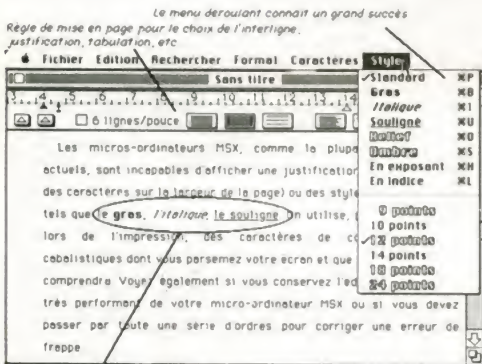 Le menu déroulant connaît un grand succès
Règle de mise en page pour le choix de l'interligne,
justification, tabulation, etc.
Fichier Edition Rechercher Format Caractères Style
Sans titre
6 lignes/pouce
✓Standard ⌘P
Gras ⌘B
Italique ⌘I
Souligné ⌘U
Relief ⌘O
Ombre ⌘S
En exposant ⌘H
En indice ⌘L
9 points
10 points
✓12 points
14 points
18 points
24 points
Les micros-ordinateurs MSX, comme la plupa
actuels, sont incapables d'afficher une justification
des caractères sur la largeur de la page) ou des style
tels que le gras, l'italique, le souligné. On utilise,
lors de l'impression, des caractères de co
cabalistiques dont vous parsemez votre écran et que
comprendra. Voyez également si vous conservez l'éd
très performant de votre micro-ordinateur MSX ou si vous devez
passer par toute une série d'ordres pour corriger une erreur de
frappe.